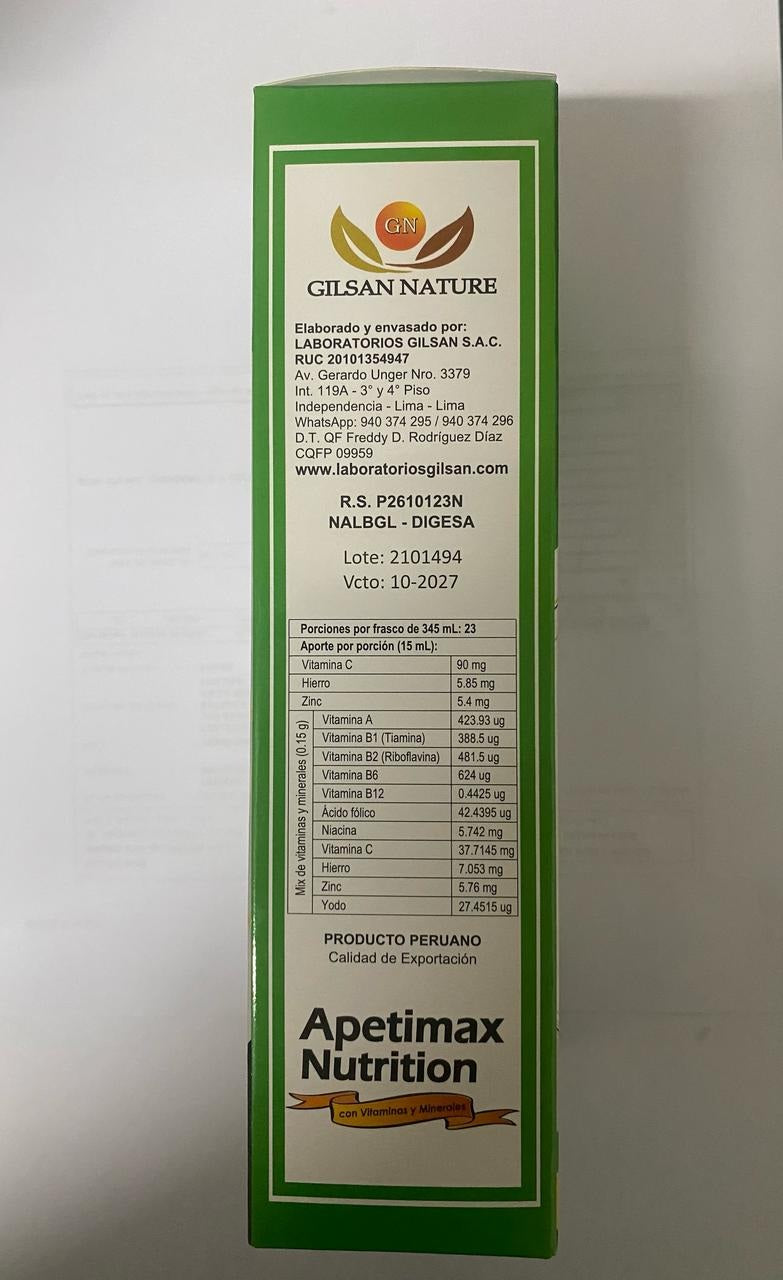 GN
GILSAN NATURE
Elaborado y envasado por:
LABORATORIOS GILSAN S.A.C.
RUC 20101354947
Av. Gerardo Unger Nro. 3379
Int. 119A - 3° y 4° Piso
Independencia - Lima - Lima
WhatsApp: 940 374 295 / 940 374 296
D.T. QF Freddy D. Rodríguez Díaz
CQFP 09959
www.laboratoriosgilsan.com
R.S. P2610123N
NALBGL - DIGESA
Lote: 2101494
Vcto: 10-2027
Porciones por frasco de 345 mL: 23
Aporte por porción (15 mL):
Vitamina C 90 mg
Hierro 5.85 mg
Zinc 5.4 mg
Mix de vitaminas y minerales (0.15 g)
Vitamina A 423.93 ug
Vitamina B1 (Tiamina) 388.5 ug
Vitamina B2 (Riboflavina) 481.5 ug
Vitamina B6 624 ug
Vitamina B12 0.4425 ug
Ácido fólico 42.4395 ug
Niacina 5.742 mg
Vitamina C 37.7145 mg
Hierro 7.053 mg
Zinc 5.76 mg
Yodo 27.4515 ug
PRODUCTO PERUANO
Calidad de Exportación
Apetimax
Nutrition
con Vitaminas y Minerales